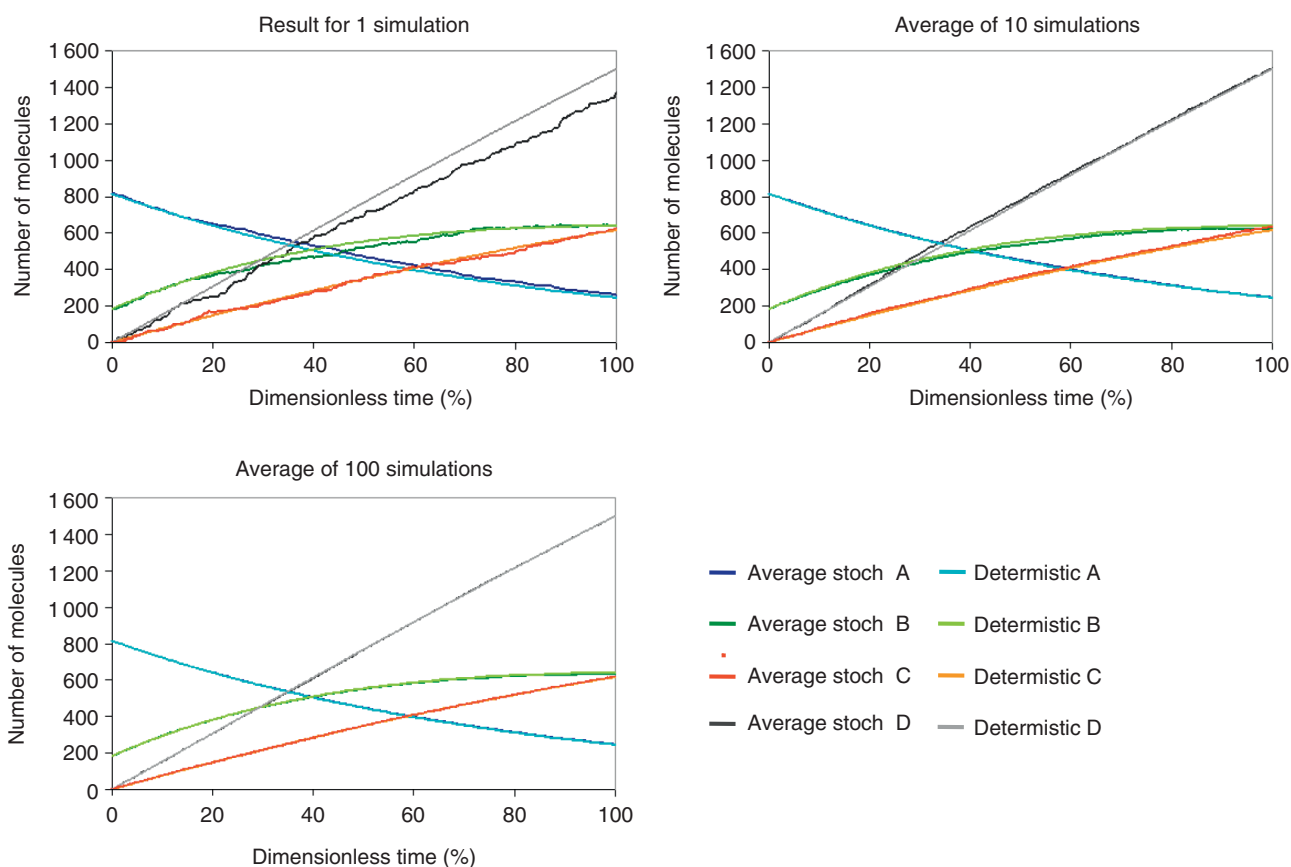 Result for 1 simulation
Number of molecules
1 600
1 400
1 200
1 000
800
600
400
200
0
0 20 40 60 80 100
Dimensionless time (%)
Average of 10 simulations
Number of molecules
1 600
1 200
1 200
1 000
800
600
400
200
0
0 20 40 60 80 100
Dimensionless time (%)
Average of 100 simulations
Number of molecules
1 600
1 400
1 200
1 000
800
600
400
200
0
0 20 40 60 80 100
Dimensionless time (%)
Average stoch A
Determistic A
Average stoch B
Determistic B
Average stoch C
Determistic C
Average stoch D
Determistic D